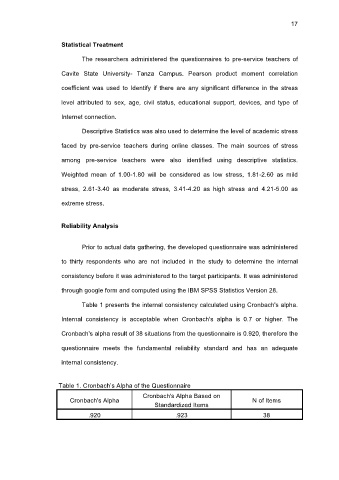 17
Statistical Treatment
The researchers administered the questionnaires to pre-service teachers of
Cavite State University- Tanza Campus. Pearson product moment correlation
coefficient was used to Identify if there are any significant difference in the stress
level attributed to sex, age, civil status, educational support, devices, and type of
Internet connection.
Descriptive Statistics was also used to determine the level of academic stress
faced by pre-service teachers during online classes. The main sources of stress
among pre-service teachers were also identified using descriptive statistics.
Weighted mean of 1.00-1.80 will be considered as low stress, 1.81-2.60 as mild
stress, 2.61-3.40 as moderate stress, 3.41-4.20 as high stress and 4.21-5.00 as
extreme stress.
Reliability Analysis
Prior to actual data gathering, the developed questionnaire was administered
to thirty respondents who are not included in the study to determine the internal
consistency before it was administered to the target participants. It was administered
through google form and computed using the IBM SPSS Statistics Version 28.
Table 1 presents the internal consistency calculated using Cronbach's alpha.
Internal consistency is acceptable when Cronbach's alpha is 0.7 or higher. The
Cronbach's alpha result of 38 situations from the questionnaire is 0.920, therefore the
questionnaire meets the fundamental reliability standard and has an adequate
internal consistency.
Table 1. Cronbach's Alpha of the Questionnaire
Cronbach's Alpha Cronbach's Alpha Based on N of Items
Standardized Items
.920 .923 38